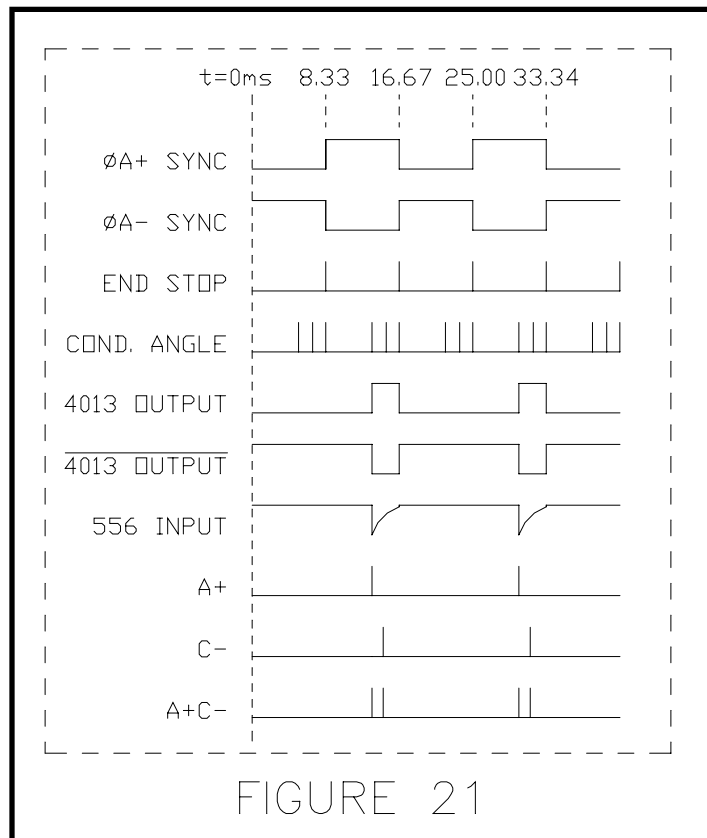 t=0ms 8.33 16.67 25.00 33.34
ØA+ SYNC
ØA- SYNC
END STOP
COND. ANGLE
4013 OUTPUT
4013 OUTPUT
556 INPUT
A+
C-
A+C-
FIGURE 21